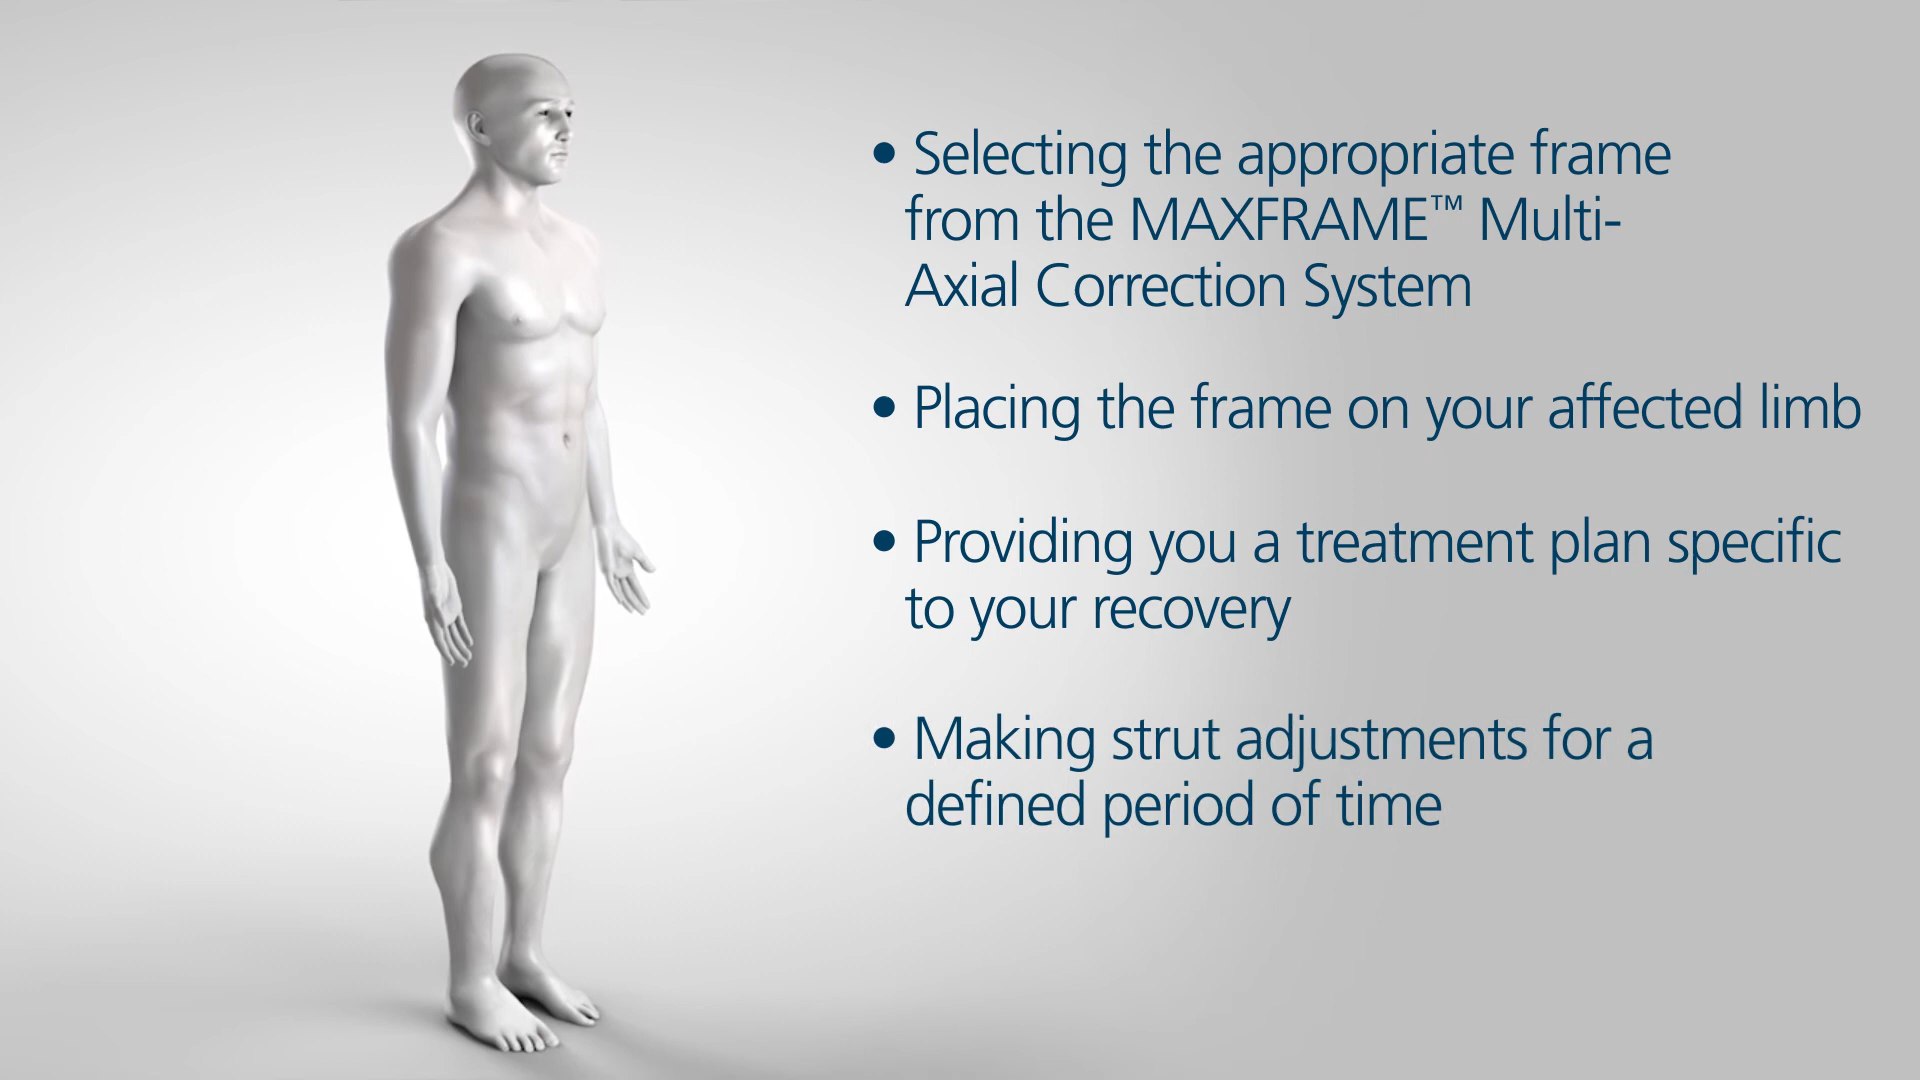 • Selecting the appropriate frame
from the MAXFRAME™ Multi-
Axial Correction System
• Placing the frame on your affected limb
• Providing you a treatment plan specific
to your recovery
• Making strut adjustments for a
defined period of time